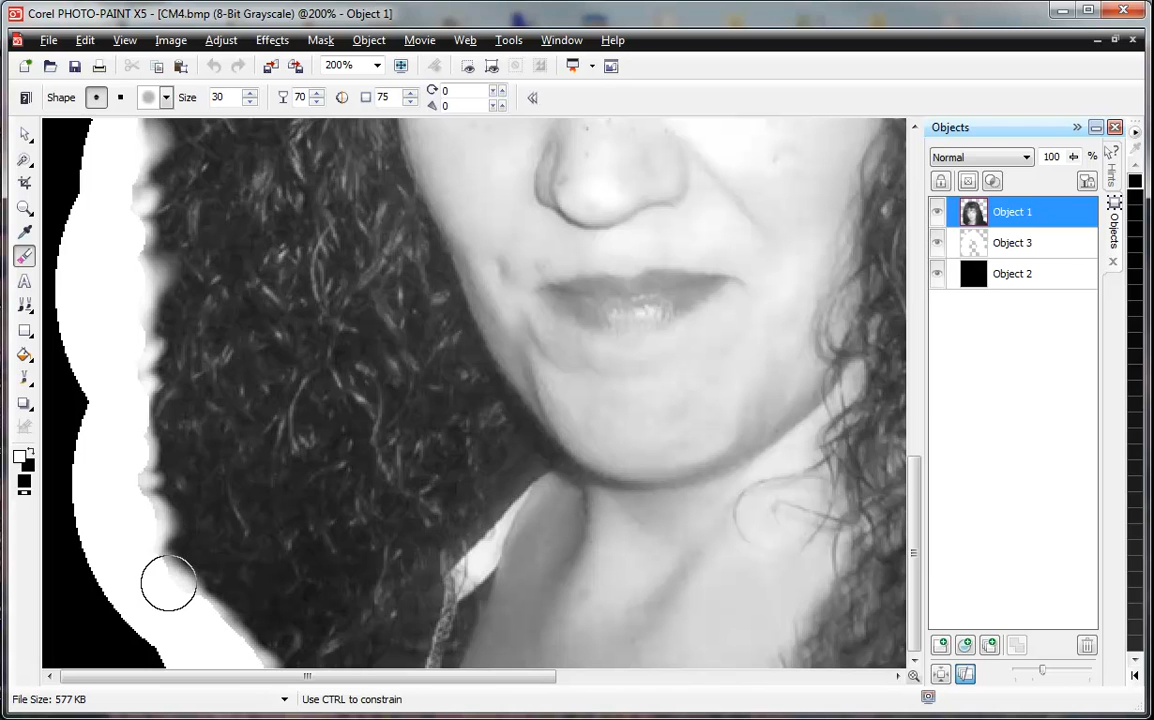 Corel PHOTO-PAINT X5 - [CM4.bmp (8-Bit Grayscale) @200% - Object 1]
File Edit View Image Adjust Effects Mask Object Movie Web Tools Window Help
200%
Shape Size 30 70 75 0
0
Objects
Normal 100 %
Hints
Objects
Object 1
Object 3
Object 2
File Size: 577 KB Use CTRL to constrain